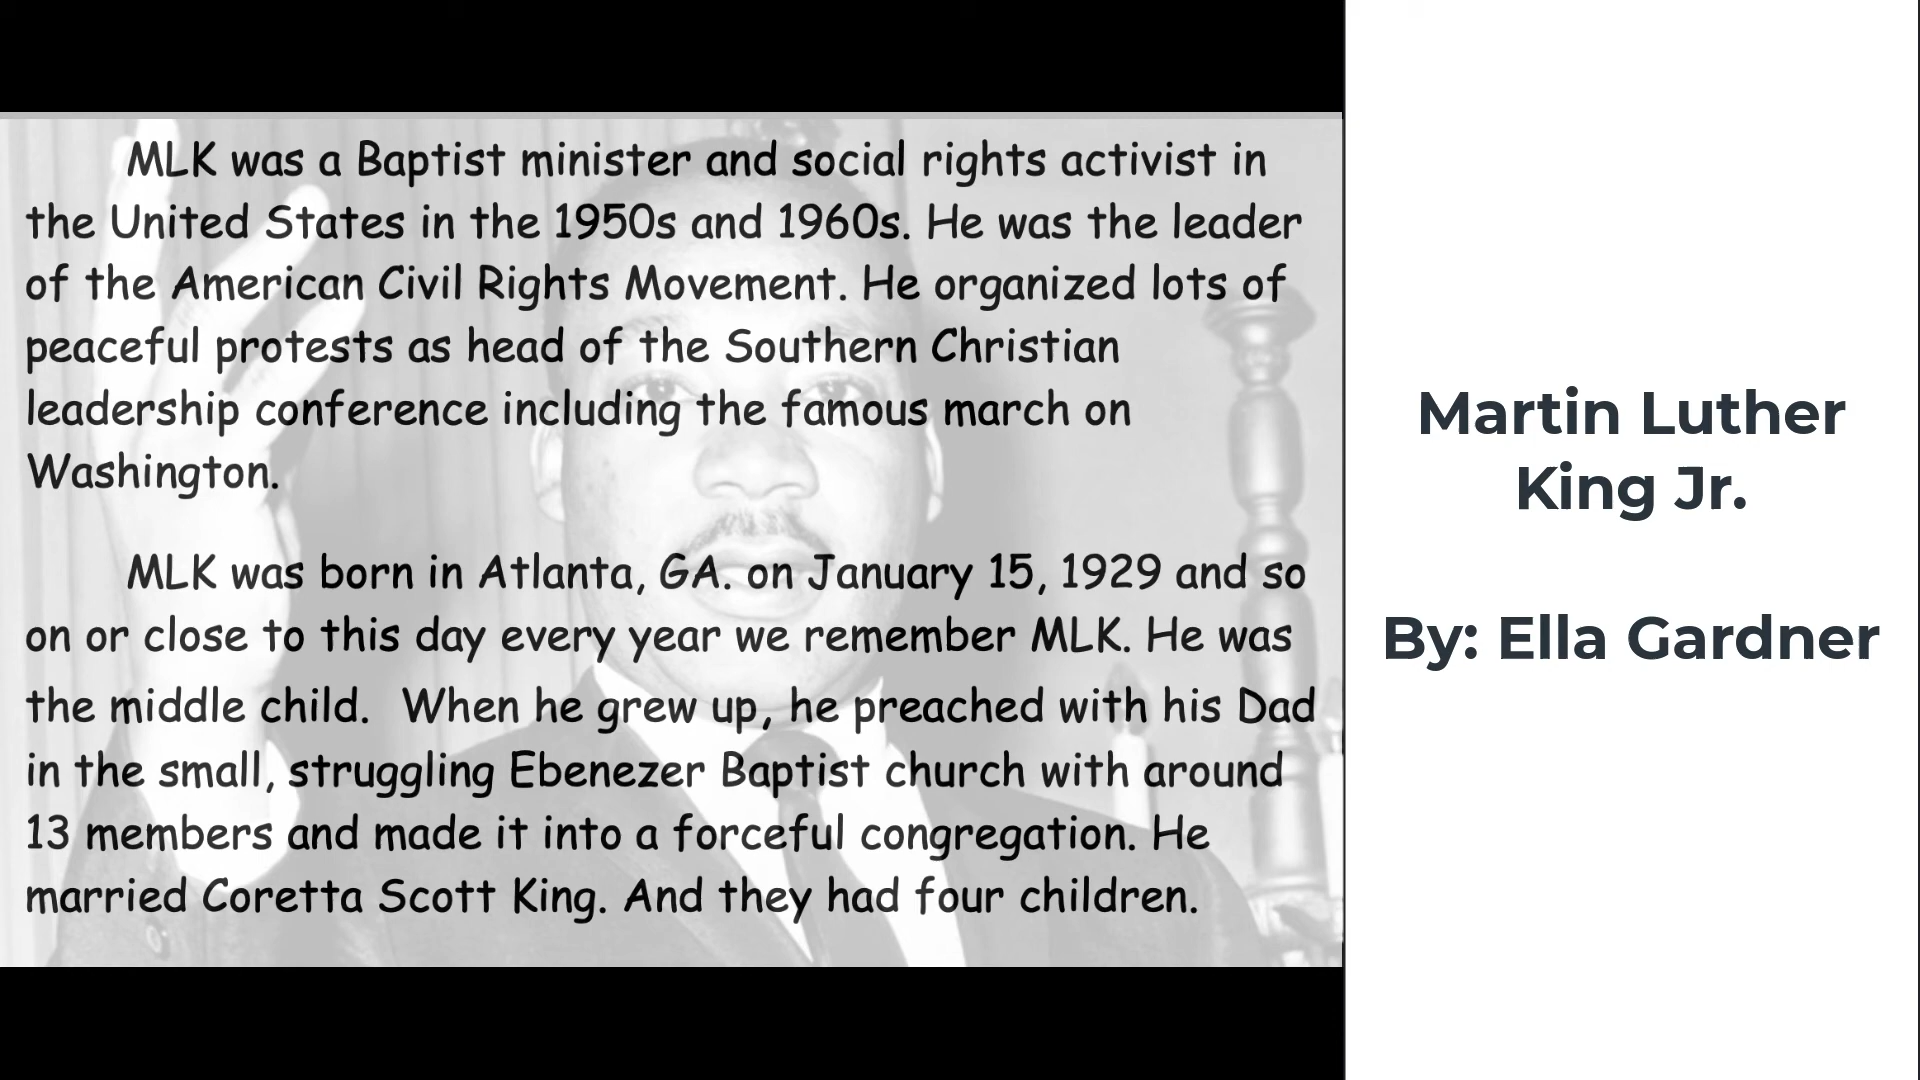 MLK was a Baptist minister and social rights activist in
the United States in the 1950s and 1960s. He was the leader
of the American Civil Rights Movement. He organized lots of
peaceful protests as head of the Southern Christian
leadership conference including the famous march on
Washington.
MLK was born in Atlanta, GA. on January 15, 1929 and so
on or close to this day every year we remember MLK. He was
the middle child.  When he grew up, he preached with his Dad
in the small, struggling Ebenezer Baptist church with around
13 members and made it into a forceful congregation. He
married Coretta Scott King. And they had four children.
Martin Luther
King Jr.
By: Ella Gardner